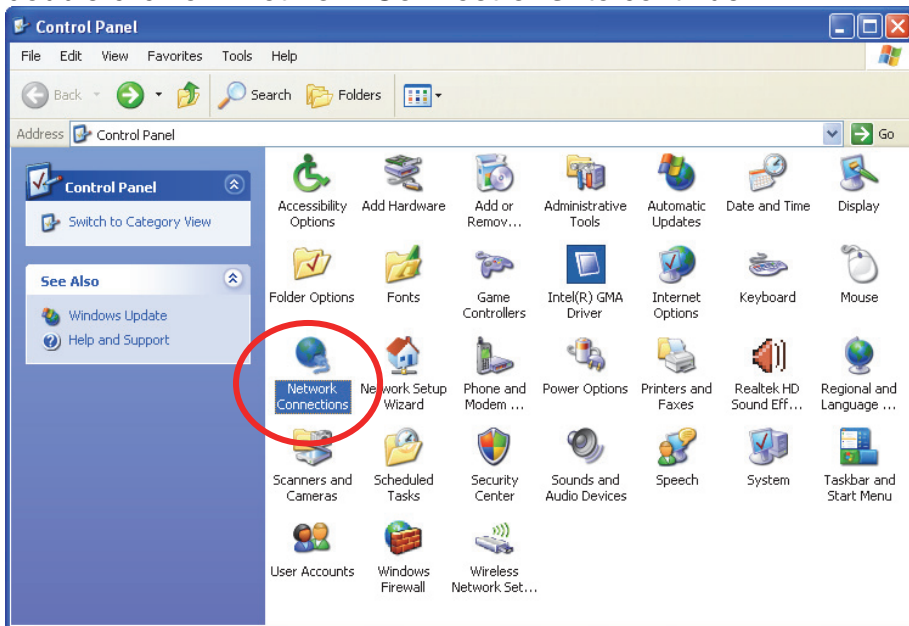 Control Panel
File Edit View Favorites Tools Help
Back Search Folders
Address Control Panel Go
Control Panel
Switch to Category View
See Also
Windows Update
Help and Support
Accessibility Options
Add Hardware
Add or Remov...
Administrative Tools
Automatic Updates
Date and Time
Display
Folder Options
Fonts
Game Controllers
Intel(R) GMA Driver
Internet Options
Keyboard
Mouse
Network Connections
Network Setup Wizard
Phone and Modem ...
Power Options
Printers and Faxes
Realtek HD Sound Eff...
Regional and Language ...
Scanners and Cameras
Scheduled Tasks
Security Center
Sounds and Audio Devices
Speech
System
Taskbar and Start Menu
User Accounts
Windows Firewall
Wireless Network Set...